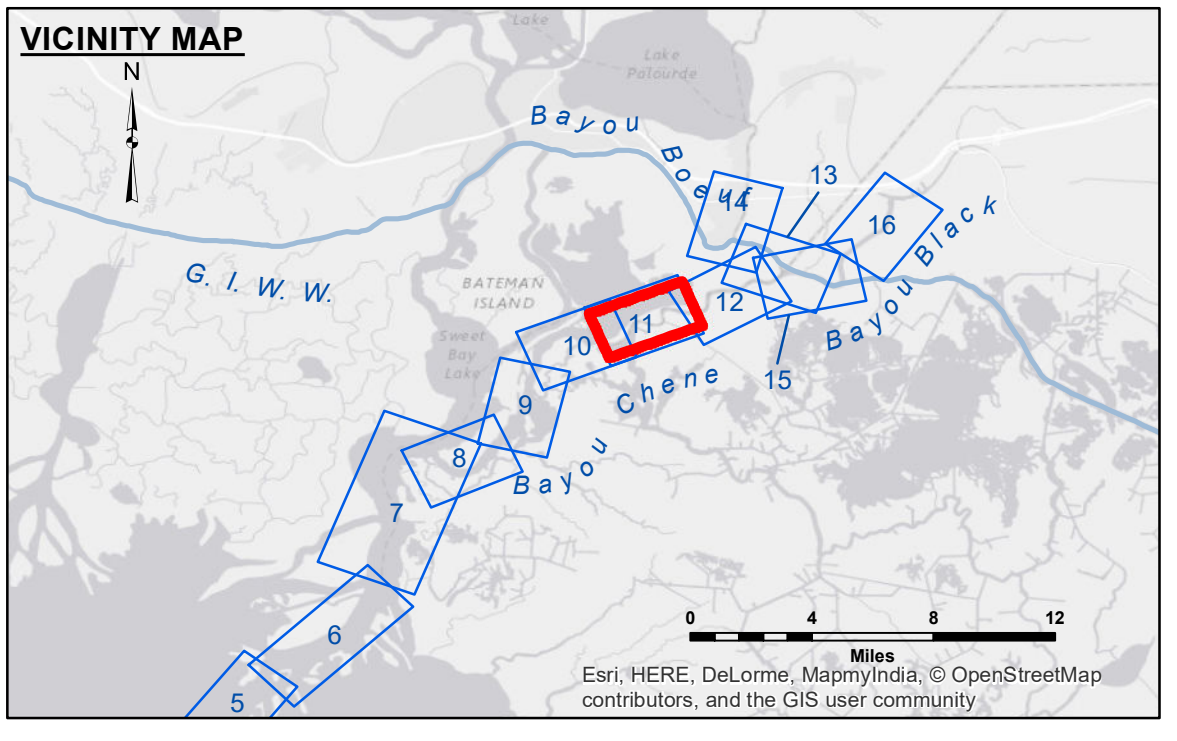 VICINITY MAP
N
Lake
Lake
Palourde
Bayou
Boeuf
13
14
16
Bayou Black
G. I. W. W.
BATEMAN
ISLAND
12
11
10
Sweet
Bay
Lake
15
Chene
9
8
Bayou
7
6
5
0 4 8 12
Miles
Esri, HERE, DeLorme, MapmyIndia, © OpenStreetMap
contributors, and the GIS user community